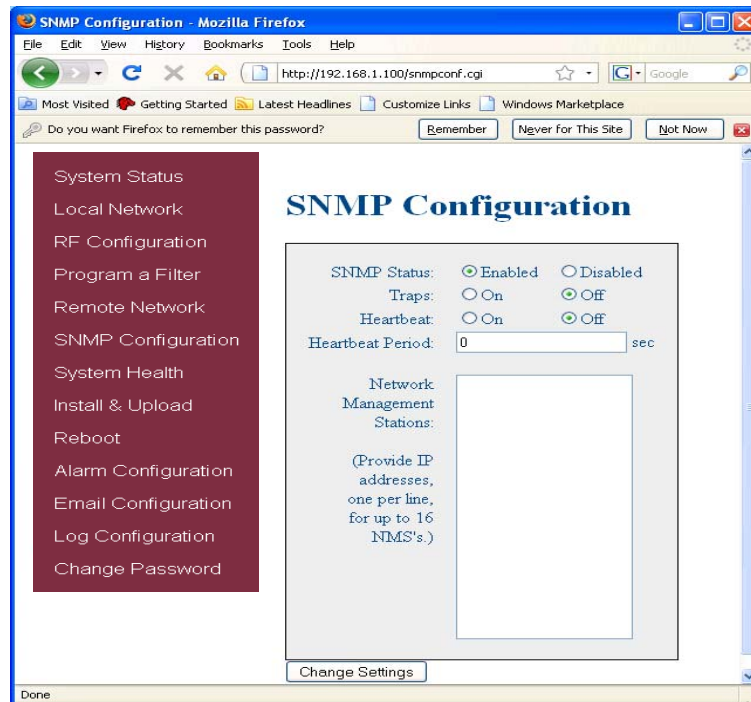 SNMP Configuration - Mozilla Firefox
File Edit View History Bookmarks Tools Help
http://192.168.1.100/snmpconf.cgi
G Google
Most Visited Getting Started Latest Headlines Customize Links Windows Marketplace
Do you want Firefox to remember this password? Remember Never for This Site Not Now
System Status
Local Network
RF Configuration
Program a Filter
Remote Network
SNMP Configuration
System Health
Install & Upload
Reboot
Alarm Configuration
Email Configuration
Log Configuration
Change Password
SNMP Configuration
SNMP Status: Enabled Disabled
Traps: On Off
Heartbeat: On Off
Heartbeat Period: 0 sec
Network
Management
Stations:
(Provide IP
addresses,
one per line,
for up to 16
NMS's.)
Change Settings
Done